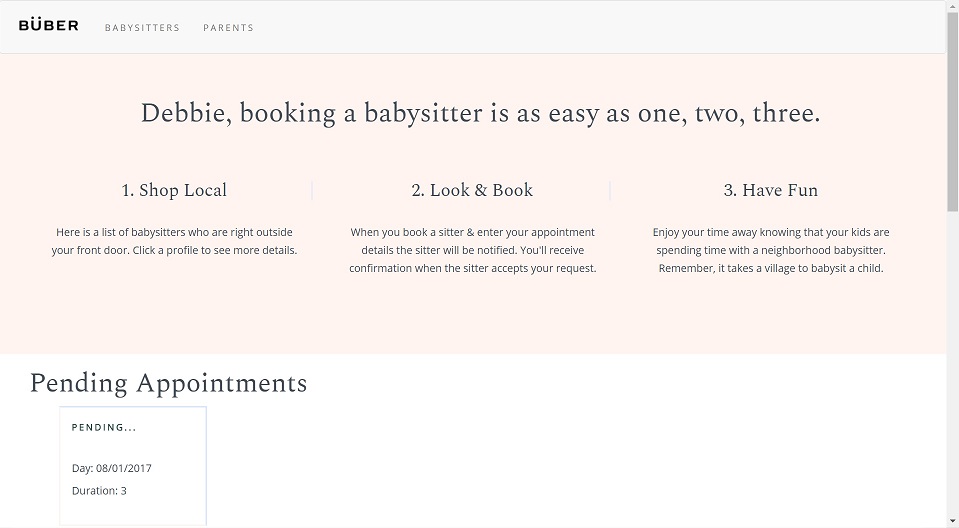 BÜBER BABYSITTERS PARENTS
Debbie, booking a babysitter is as easy as one, two, three.
1. Shop Local
Here is a list of babysitters who are right outside
your front door. Click a profile to see more details.
2. Look & Book
When you book a sitter & enter your appointment
details the sitter will be notified. You'll receive
confirmation when the sitter accepts your request.
3. Have Fun
Enjoy your time away knowing that your kids are
spending time with a neighborhood babysitter.
Remember, it takes a village to babysit a child.
Pending Appointments
PENDING...
Day: 08/01/2017
Duration: 3